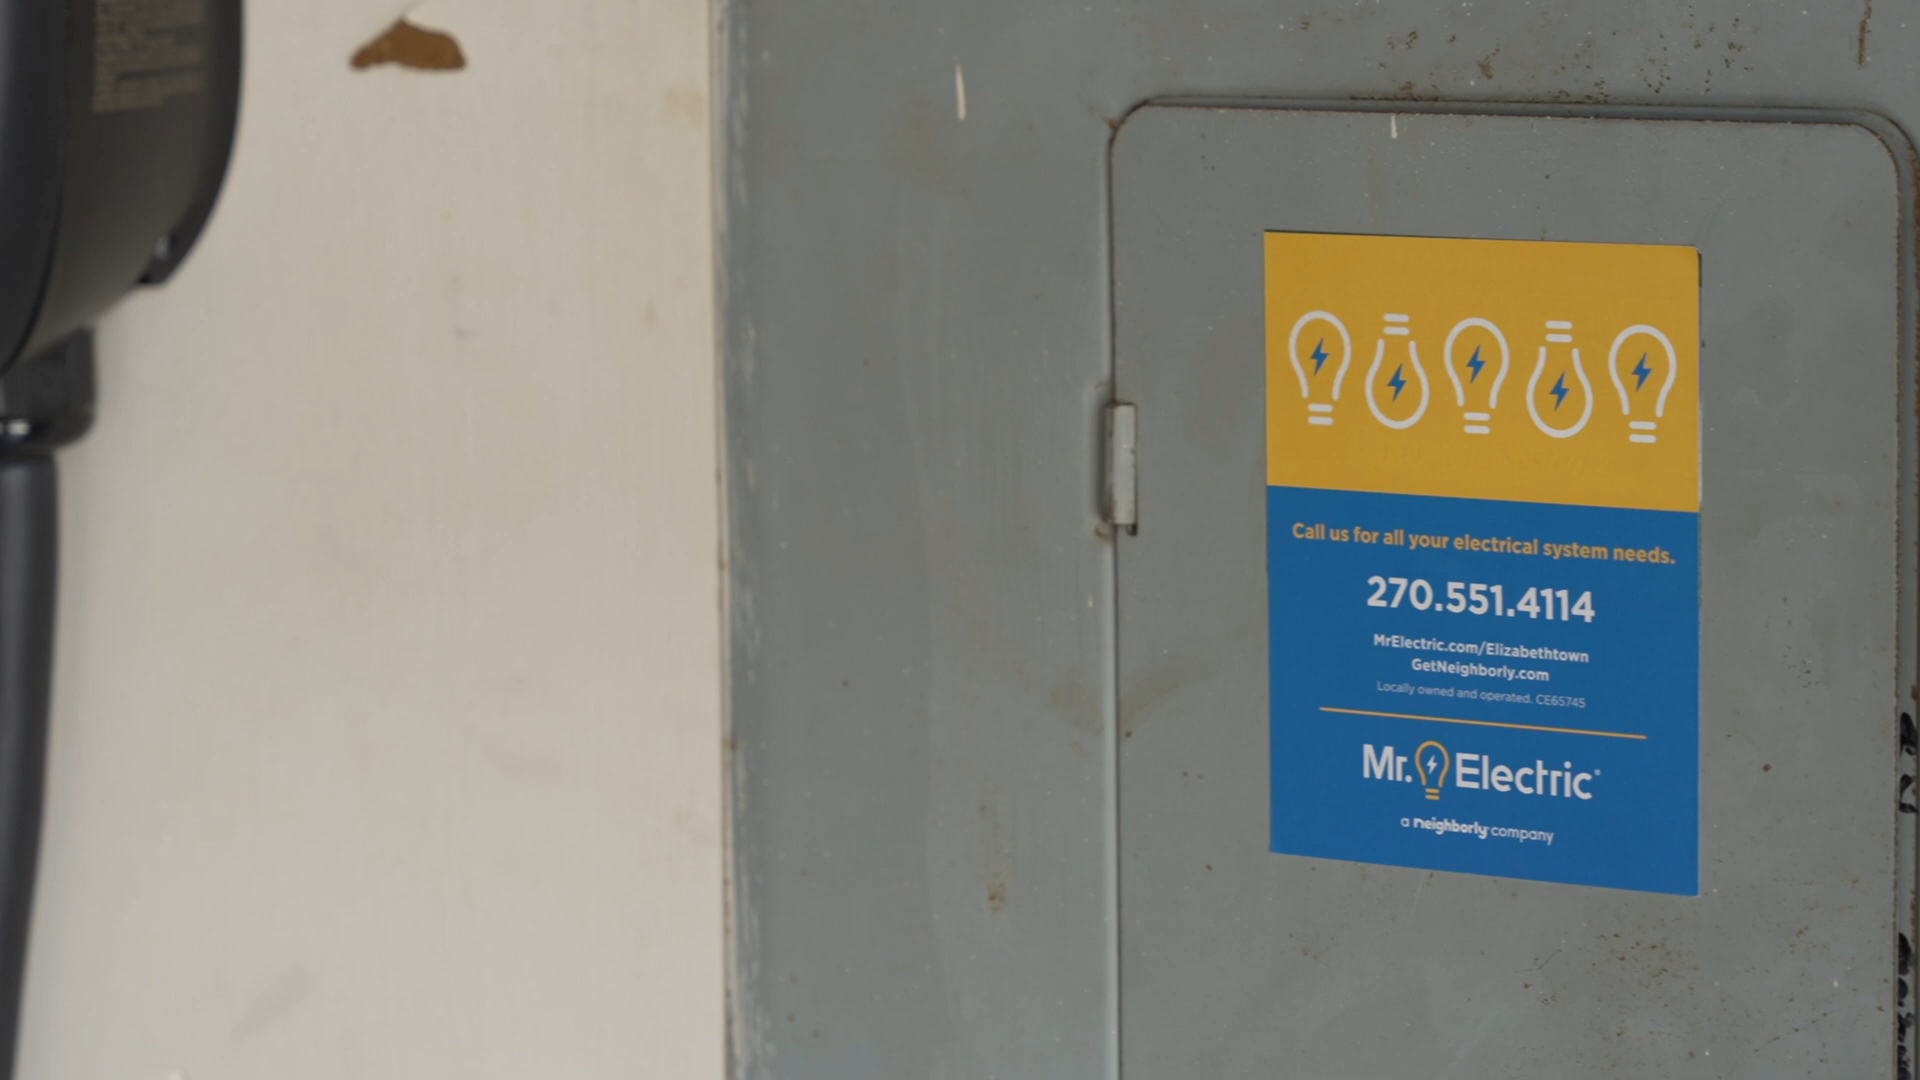 Call us for all your electrical system needs.
270.551.4114
MrElectric.com/Elizabethtown
GetNeighborly.com
Locally owned and operated. CE65745
Mr. Electric®
a neighborly company